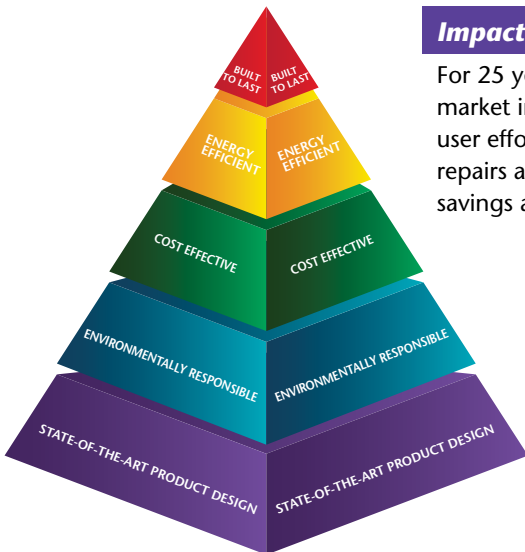 BUILT
TO LAST
BUILT
TO LAST
ENERGY
EFFICIENT
ENERGY
EFFICIENT
COST EFFECTIVE
COST EFFECTIVE
ENVIRONMENTALLY RESPONSIBLE
ENVIRONMENTALLY RESPONSIBLE
STATE-OF-THE-ART PRODUCT DESIGN
STATE-OF-THE-ART PRODUCT DESIGN
Impact
For 25
market
user
repairs
savings